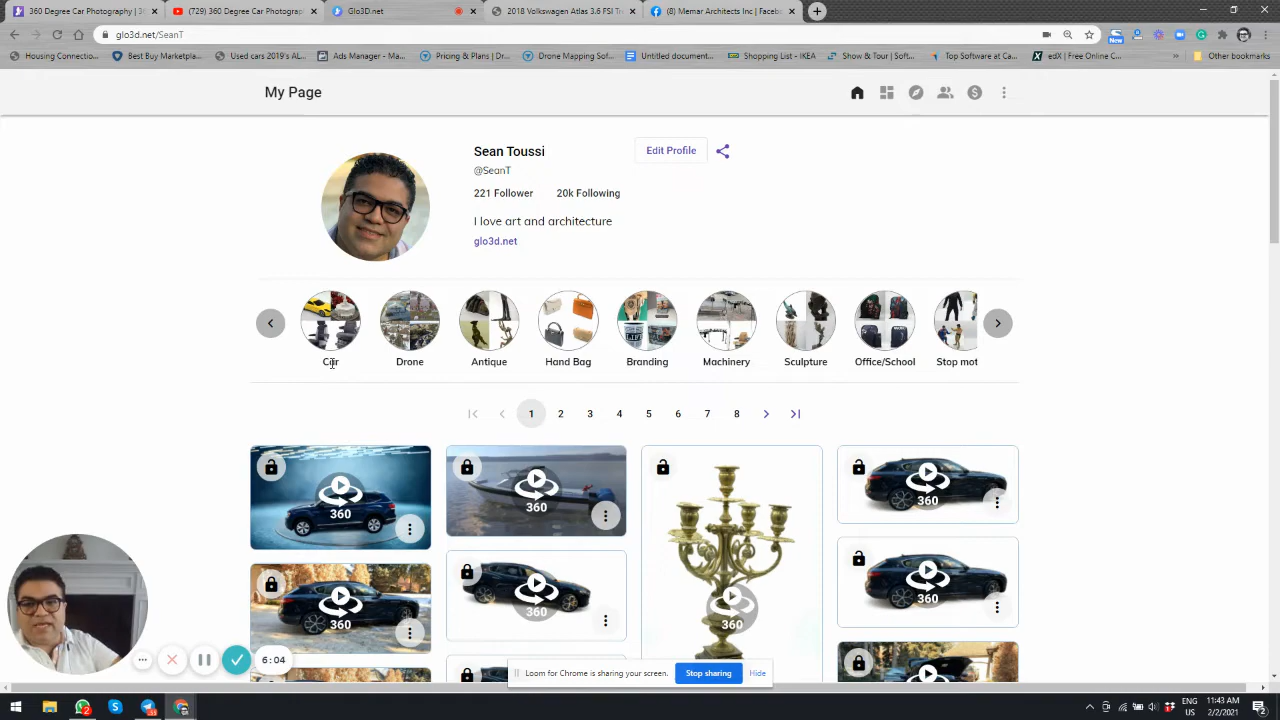 360 Degree Car Photography |
(729) 360 Degree Car Photograp
Glo3D.net
2018 Volkswagen Atlas 3.6 FSI Tr
(8) Memar Architects Inc | Faceb
glo3d.net/SeanT
New
Housing Connectio...
Best Buy Marketpla...
Used cars 2019's Al...
Ads Manager - Ma...
Pricing & Plan | Dro...
Drone Mapping Sof...
Untitled document...
Shopping List - IKEA
Show & Tour | Soft...
Top Software at Ca...
edX | Free Online C...
»
Other bookmarks
My Page
Sean Toussi
Edit Profile
@SeanT
221 Follower
20k Following
I love art and architecture
glo3d.net
Car
Drone
Antique
Hand Bag
Branding
Machinery
Sculpture
Office/School
Stop mot
1 2 3 4 5 6 7 8
360
360
360
360
360
360
360
360
6:04
Loom for Chrome is sharing your screen.
Stop sharing
Hide
2
11:43 AM
ENG
US
2/2/2021
2